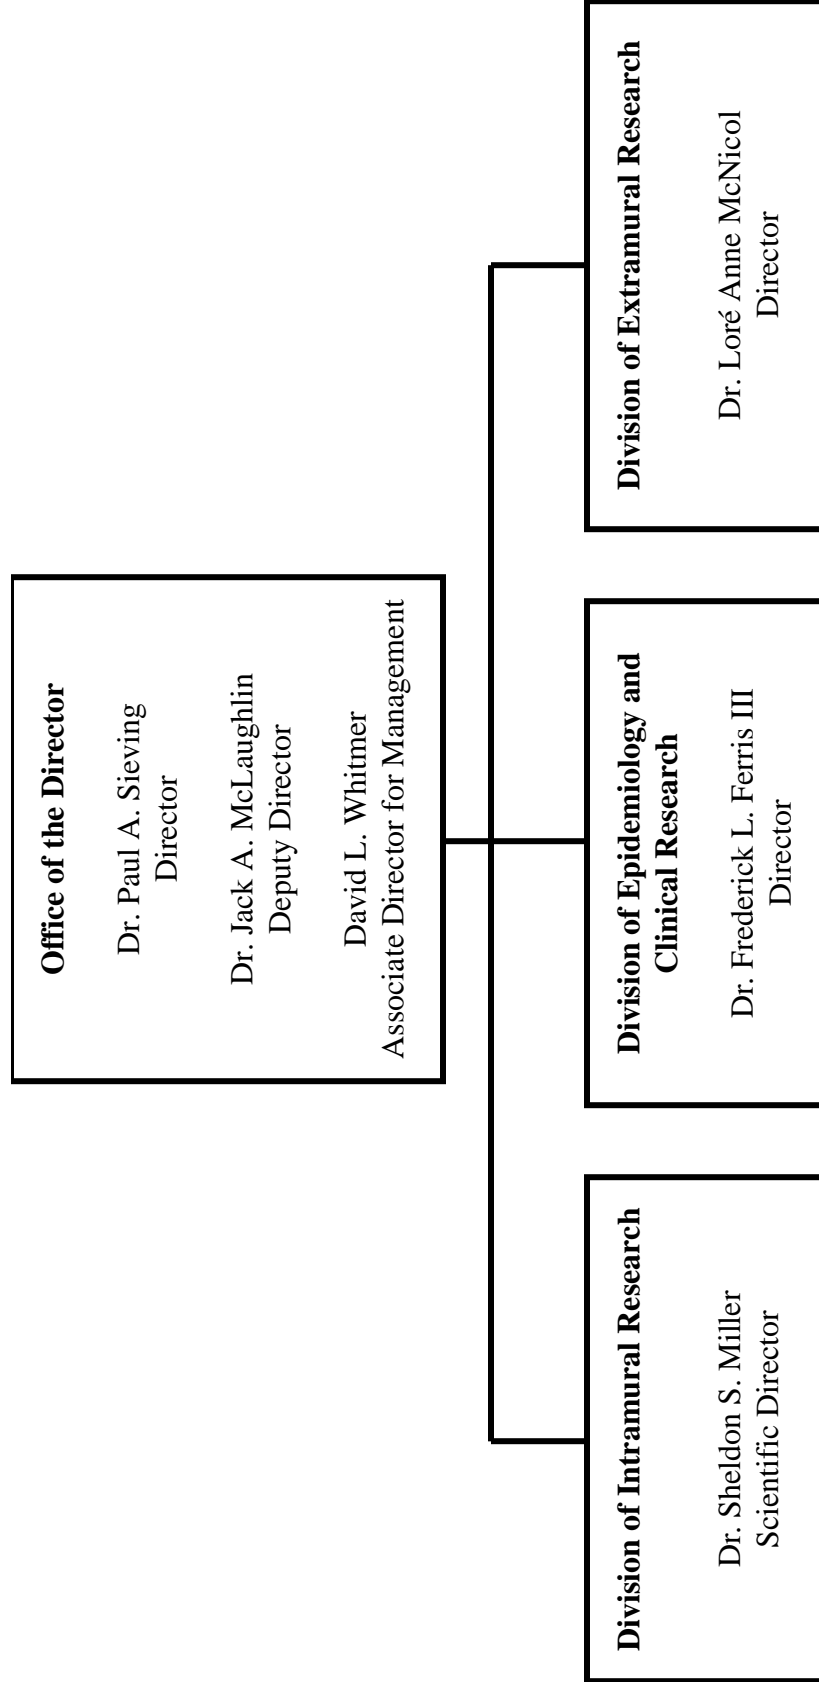 Office of the Director
Dr. Paul A. Sieving
Director
Dr. Jack A. McLaughlin
Deputy Director
David L. Whitmer
Associate Director for Management
Division of Intramural Research
Dr. Sheldon S. Miller
Scientific Director
Division of Epidemiology and
Clinical Research
Dr. Frederick L. Ferris III
Director
Division of Extramural Research
Dr. Loré Anne McNicol
Director